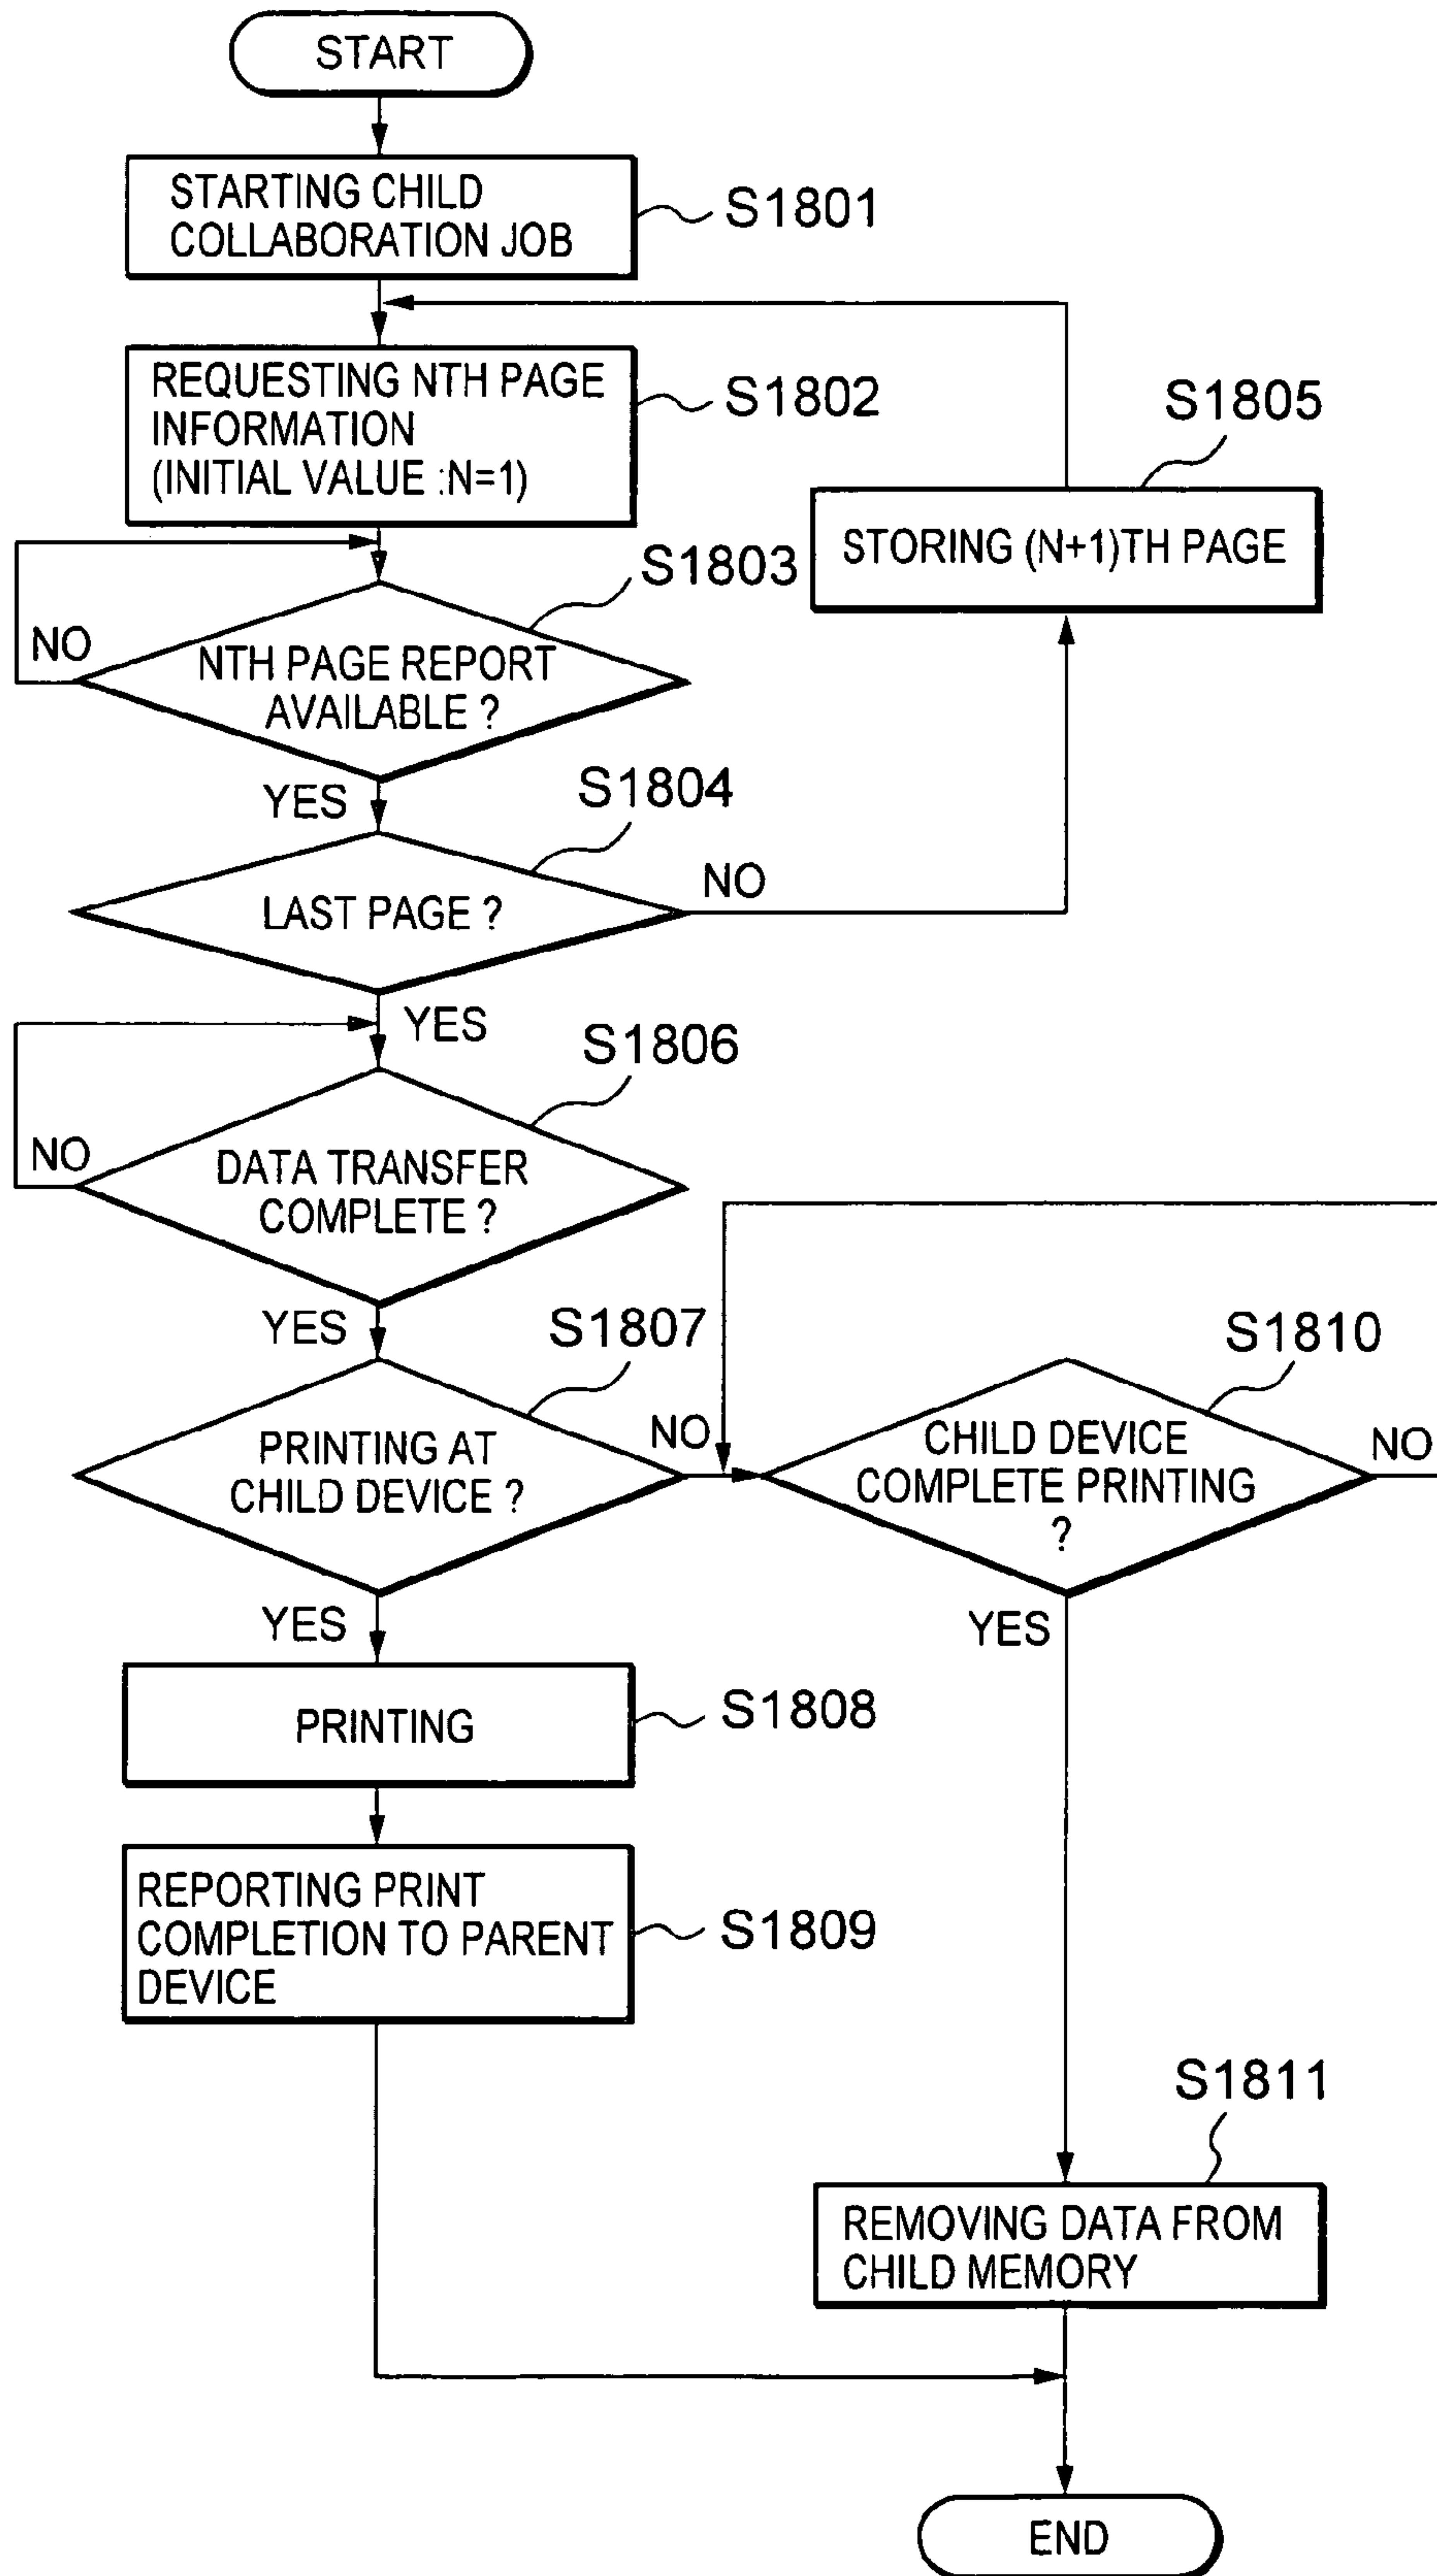 START
STARTING CHILD
COLLABORATION JOB
S1801
REQUESTING NTH PAGE
INFORMATION
(INITIAL VALUE :N=1)
S1802
S1805
STORING (N+1)TH PAGE
S1803
NO
NTH PAGE REPORT
AVAILABLE ?
YES
S1804
LAST PAGE ?
NO
YES
S1806
NO
DATA TRANSFER
COMPLETE ?
YES
S1807
PRINTING AT
CHILD DEVICE ?
NO
S1810
CHILD DEVICE
COMPLETE PRINTING
?
NO
YES
YES
PRINTING
S1808
REPORTING PRINT
COMPLETION TO PARENT
DEVICE
S1809
S1811
REMOVING DATA FROM
CHILD MEMORY
END